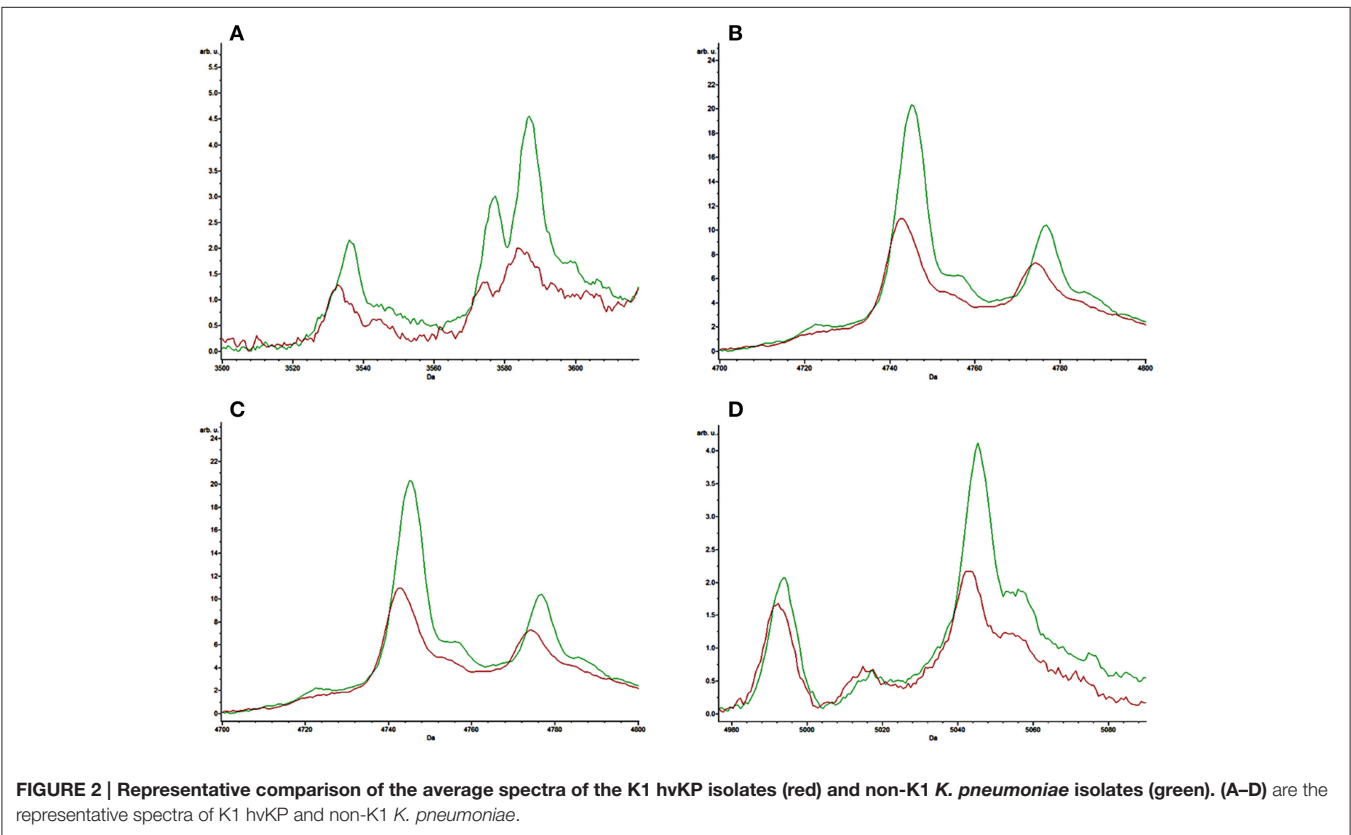 A
arb. u.
5.5
5.0
4.5
4.0
3.5
3.0
2.5
2.0
1.5
1.0
0.5
0.0
3500 3520 3540 3560 3580 3600
Da
B
arb. u.
24
22
20
18
16
14
12
10
8
6
4
2
0
4700 4720 4740 4760 4780 4800
Da
C
arb. u.
24
22
20
18
16
14
12
10
8
6
4
2
0
4700 4720 4740 4760 4780 4800
Da
D
arb. u.
4.0
3.5
3.0
2.5
2.0
1.5
1.0
0.5
0.0
4980 5000 5020 5040 5060 5080
Da
FIGURE 2 | Representative comparison of the average spectra of the K1 hvKP isolates (red) and non-K1 K. pneumoniae isolates (green). (A–D) are the
representative spectra of K1 hvKP and non-K1 K. pneumoniae.